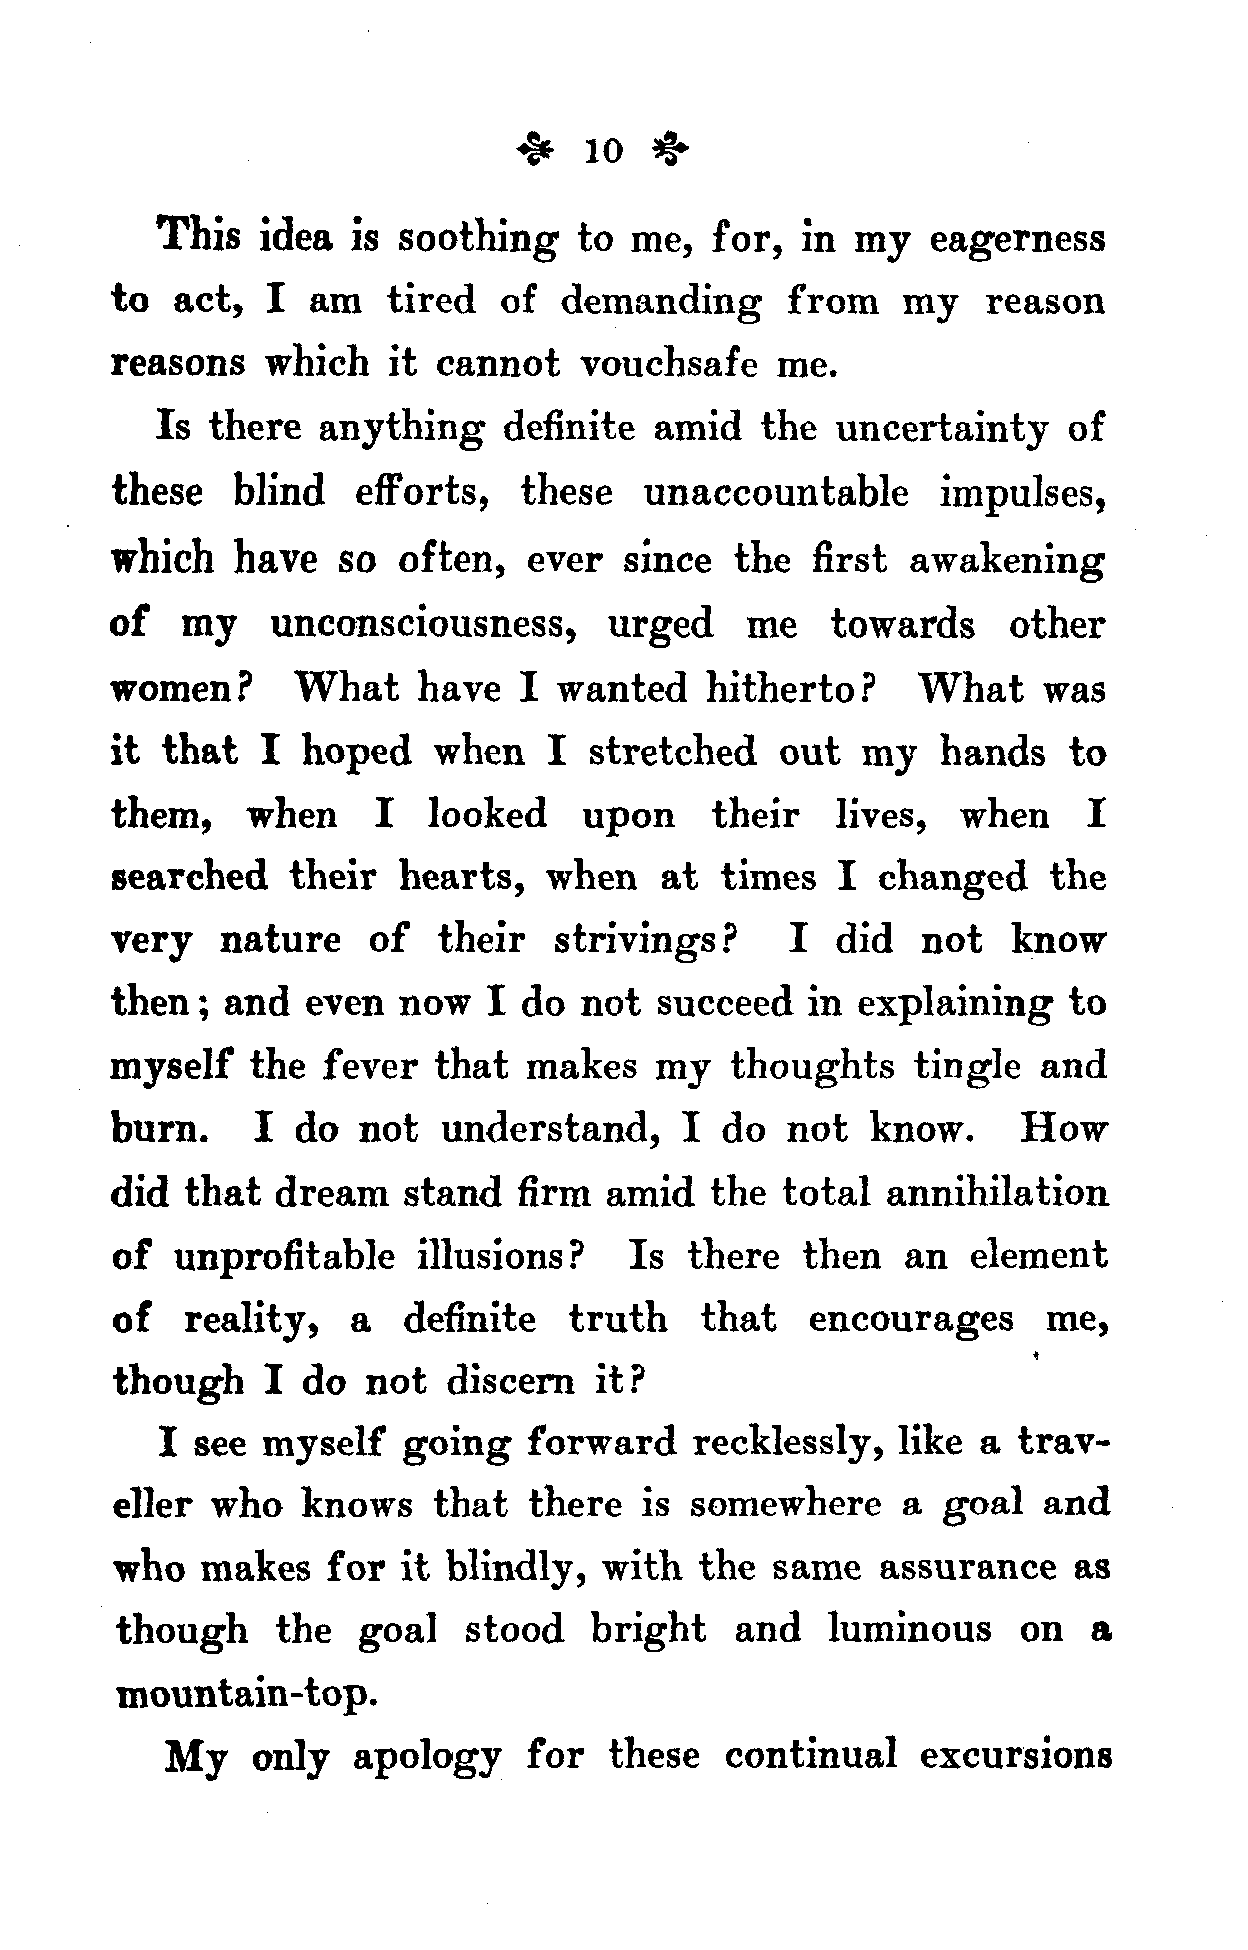 10
This idea is soothing to me, for, in my eagerness
to act, I am tired of demanding from my reason
reasons which it cannot vouchsafe me.
Is there anything definite amid the uncertainty of
these blind efforts, these unaccountable impulses,
which have so often, ever since the first awakening
of my unconsciousness, urged me towards other
women? What have I wanted hitherto? What was
it that I hoped when I stretched out my hands to
them, when I looked upon their lives, when I
searched their hearts, when at times I changed the
very nature of their strivings? I did not know
then; and even now I do not succeed in explaining to
myself the fever that makes my thoughts tingle and
burn. I do not understand, I do not know. How
did that dream stand firm amid the total annihilation
of unprofitable illusions? Is there then an element
of reality, a definite truth that encourages me,
though I do not discern it?
I see myself going forward recklessly, like a trav-
eller who knows that there is somewhere a goal and
who makes for it blindly, with the same assurance as
though the goal stood bright and luminous on a
mountain-top.
My only apology for these continual excursions